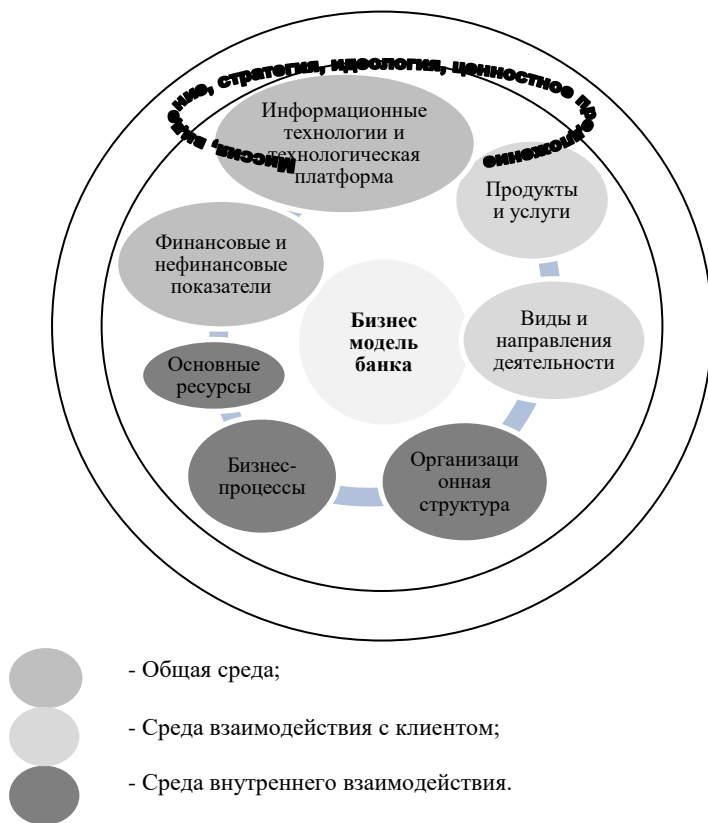 Миссия, видение, стратегия, идеология, ценностное предложение
Информационные
технологии и
технологическая
платформа
Продукты
и услуги
Финансовые и
нефинансовые
показатели
Бизнес
модель
банка
Виды и
направления
деятельности
Основные
ресурсы
Бизнес-
процессы
Организаци
онная
структура
- Общая среда;
- Среда взаимодействия с клиентом;
- Среда внутреннего взаимодействия.